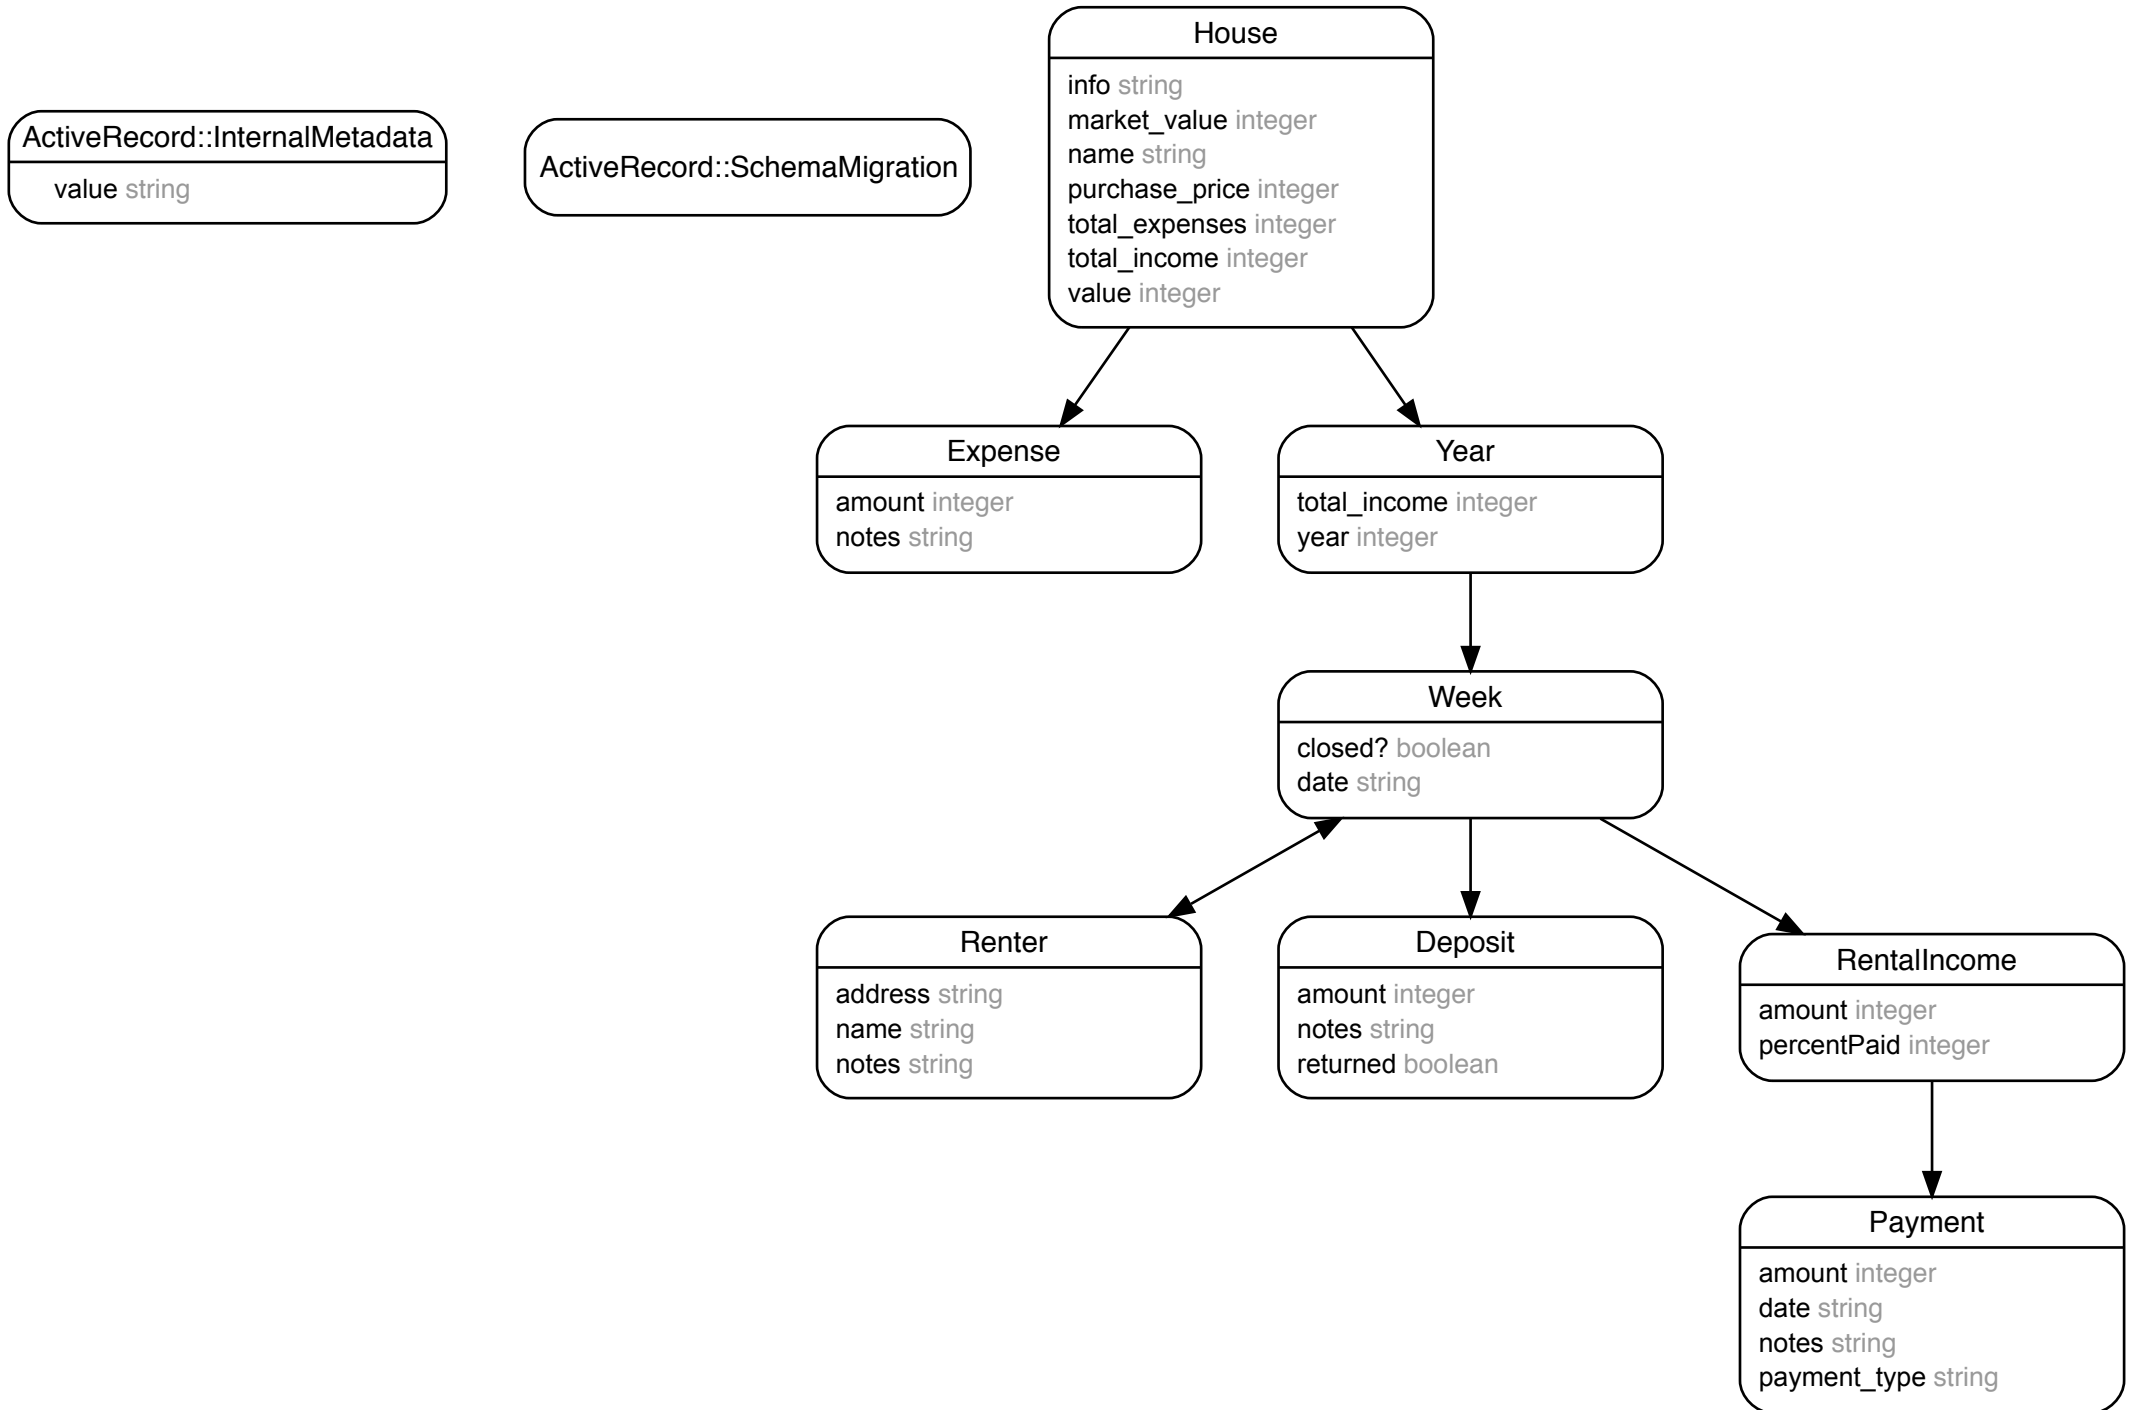 ActiveRecord::InternalMetadata
value string
ActiveRecord::SchemaMigration
House
info string
market_value integer
name string
purchase_price integer
total_expenses integer
total_income integer
value integer
Expense
amount integer
notes string
Year
total_income integer
year integer
Week
closed? boolean
date string
Renter
address string
name string
notes string
Deposit
amount integer
notes string
returned boolean
RentalIncome
amount integer
percentPaid integer
Payment
amount integer
date string
notes string
payment_type string